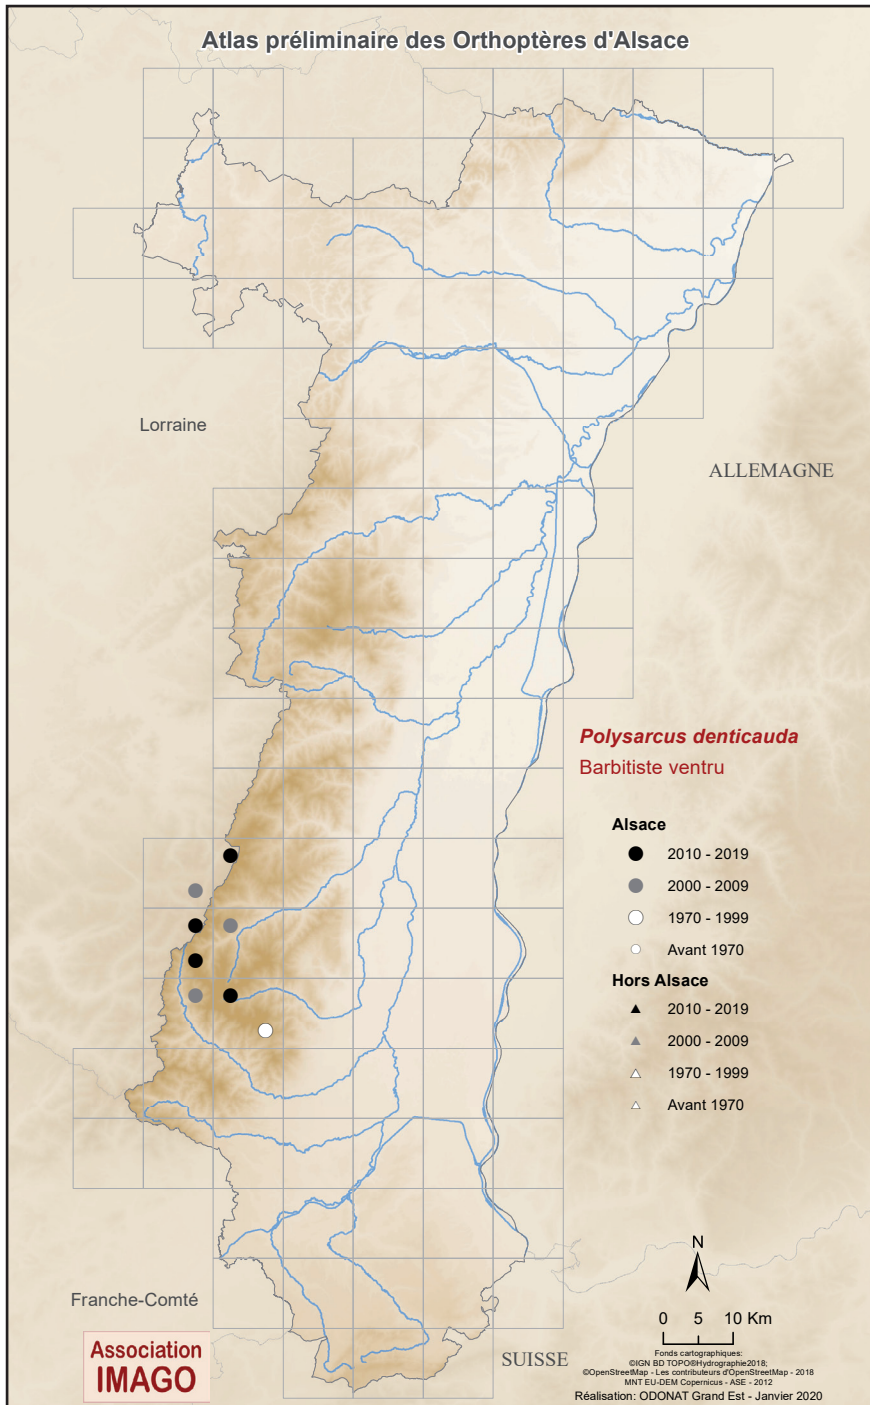 Atlas préliminaire des Orthoptères d'Alsace
Lorraine
ALLEMAGNE
Polysarcus denticauda
Barbitiste ventru
Alsace
2010 - 2019
2000 - 2009
1970 - 1999
Avant 1970
Hors Alsace
2010 - 2019
2000 - 2009
1970 - 1999
Avant 1970
N
0 5 10 Km
Franche-Comté
SUISSE
Association
IMAGO
Fonds cartographiques:
©IGN BD TOPO®Hydrographie2018;
©OpenStreetMap - Les contributeurs d'OpenStreetMap - 2018
MNT EU-DEM Copernicus - ASE - 2012
Réalisation: ODONAT Grand Est - Janvier 2020